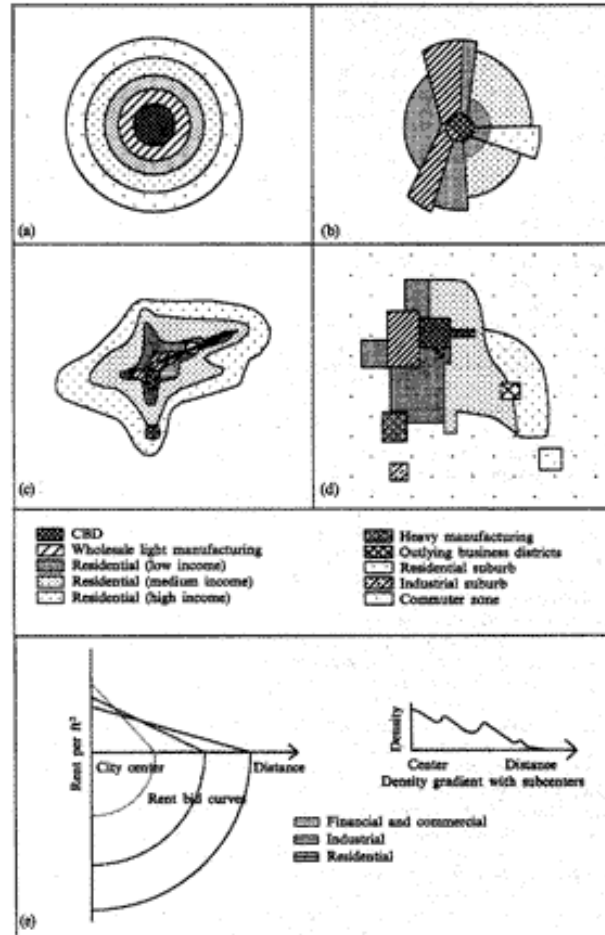 (a)
(b)
(c)
(d)
CBD
Wholesale light manufacturing
Residential (low income)
Residential (medium income)
Residential (high income)
Heavy manufacturing
Outlying business districts
Residential suburb
Industrial suburb
Commuter zone
Rent per ft²
City center
Distance
Rent bid curves
Density
Center
Distance
Density gradient with subcenters
Financial and commercial
Industrial
Residential
(e)